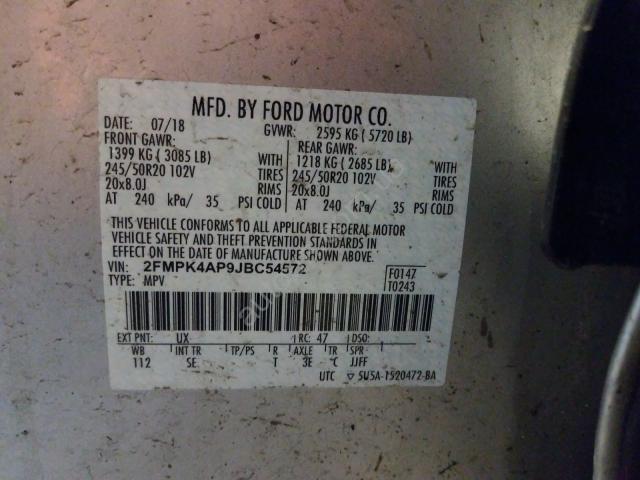 MFD. BY FORD MOTOR CO.
DATE: 07/18 GVWR: 2595 KG ( 5720 LB)
FRONT GAWR: REAR GAWR:
1399 KG ( 3085 LB) WITH 1218 KG ( 2685 LB) WITH
245/50R20 102V TIRES 245/50R20 102V TIRES
20x8.0J RIMS 20x8.0J RIMS
AT 240 kPa/ 35 PSI COLD AT 240 kPa/ 35 PSI COLD
THIS VEHICLE CONFORMS TO ALL APPLICABLE FEDERAL MOTOR
VEHICLE SAFETY AND THEFT PREVENTION STANDARDS IN
EFFECT ON THE DATE OF MANUFACTURE SHOWN ABOVE.
VIN: 2FMPK4AP9JBC54572 F0147
TYPE: MPV T0243
EXT PNT: UX RC: 47 DSO:
WB INT TR TP/PS R AXLE TR SPR
112 SE T 3E C JJFF
UTC ▽ 5U5A-1520472-BA